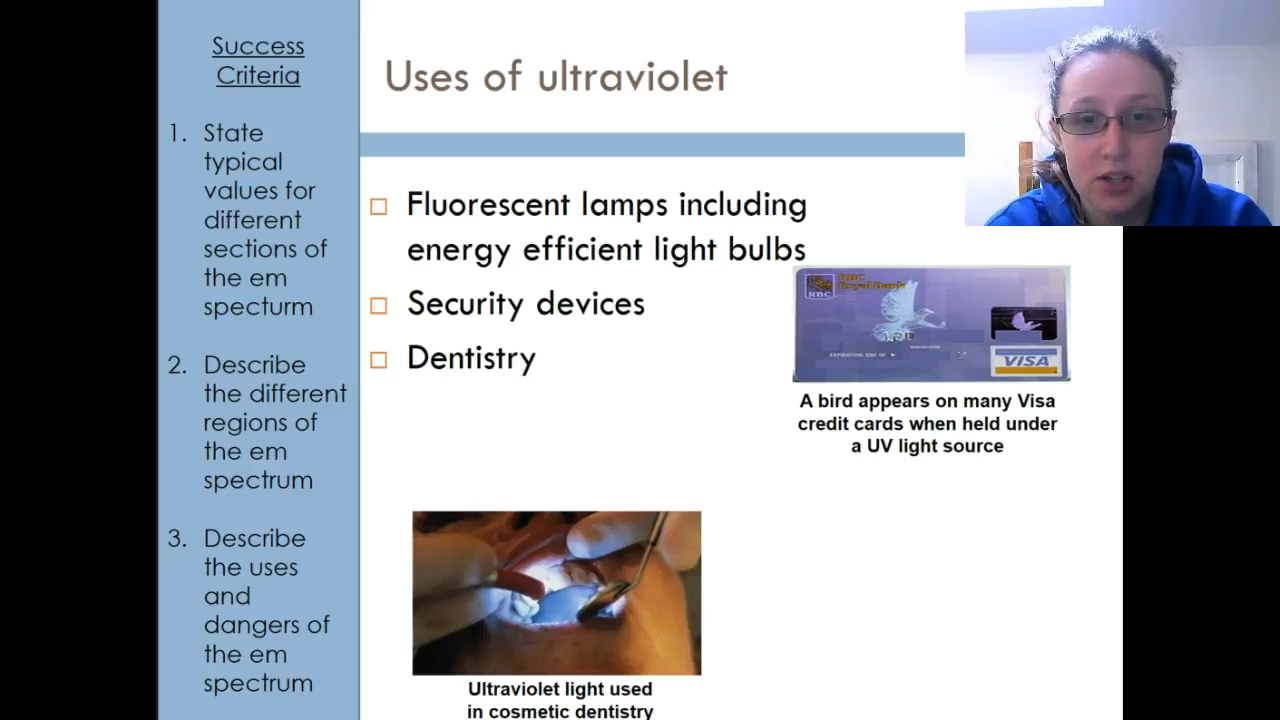 Success
Criteria
1. State
typical
values for
different
sections of
the em
specturm
2. Describe
the different
regions of
the em
spectrum
3. Describe
the uses
and
dangers of
the em
spectrum
Uses of ultraviolet
Fluorescent lamps including
energy efficient light bulbs
Security devices
Dentistry
RBC
Royal Bank
RBC
VISA
A bird appears on many Visa
credit cards when held under
a UV light source
Ultraviolet light used
in cosmetic dentistry